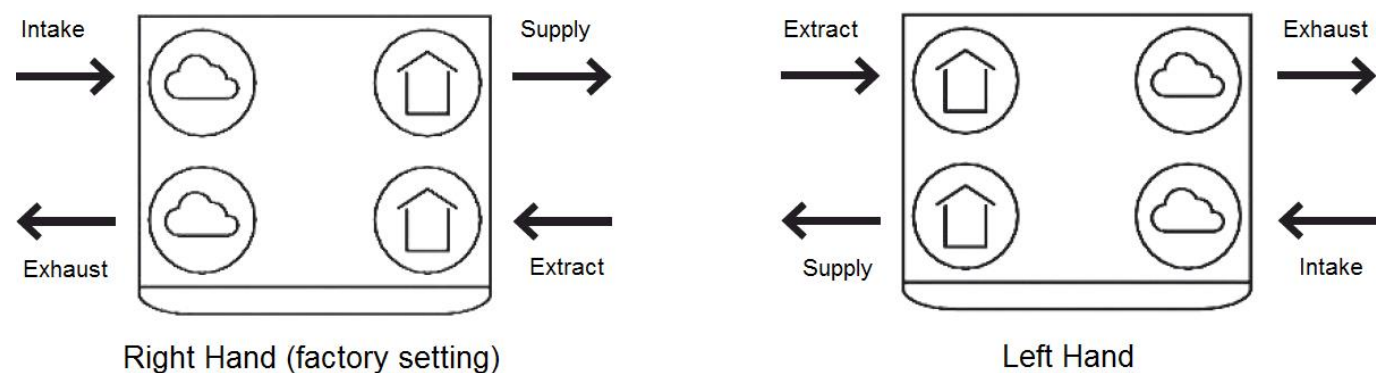 Intake
Supply
Exhaust
Extract
Right Hand (factory setting)
Extract
Exhaust
Supply
Intake
Left Hand